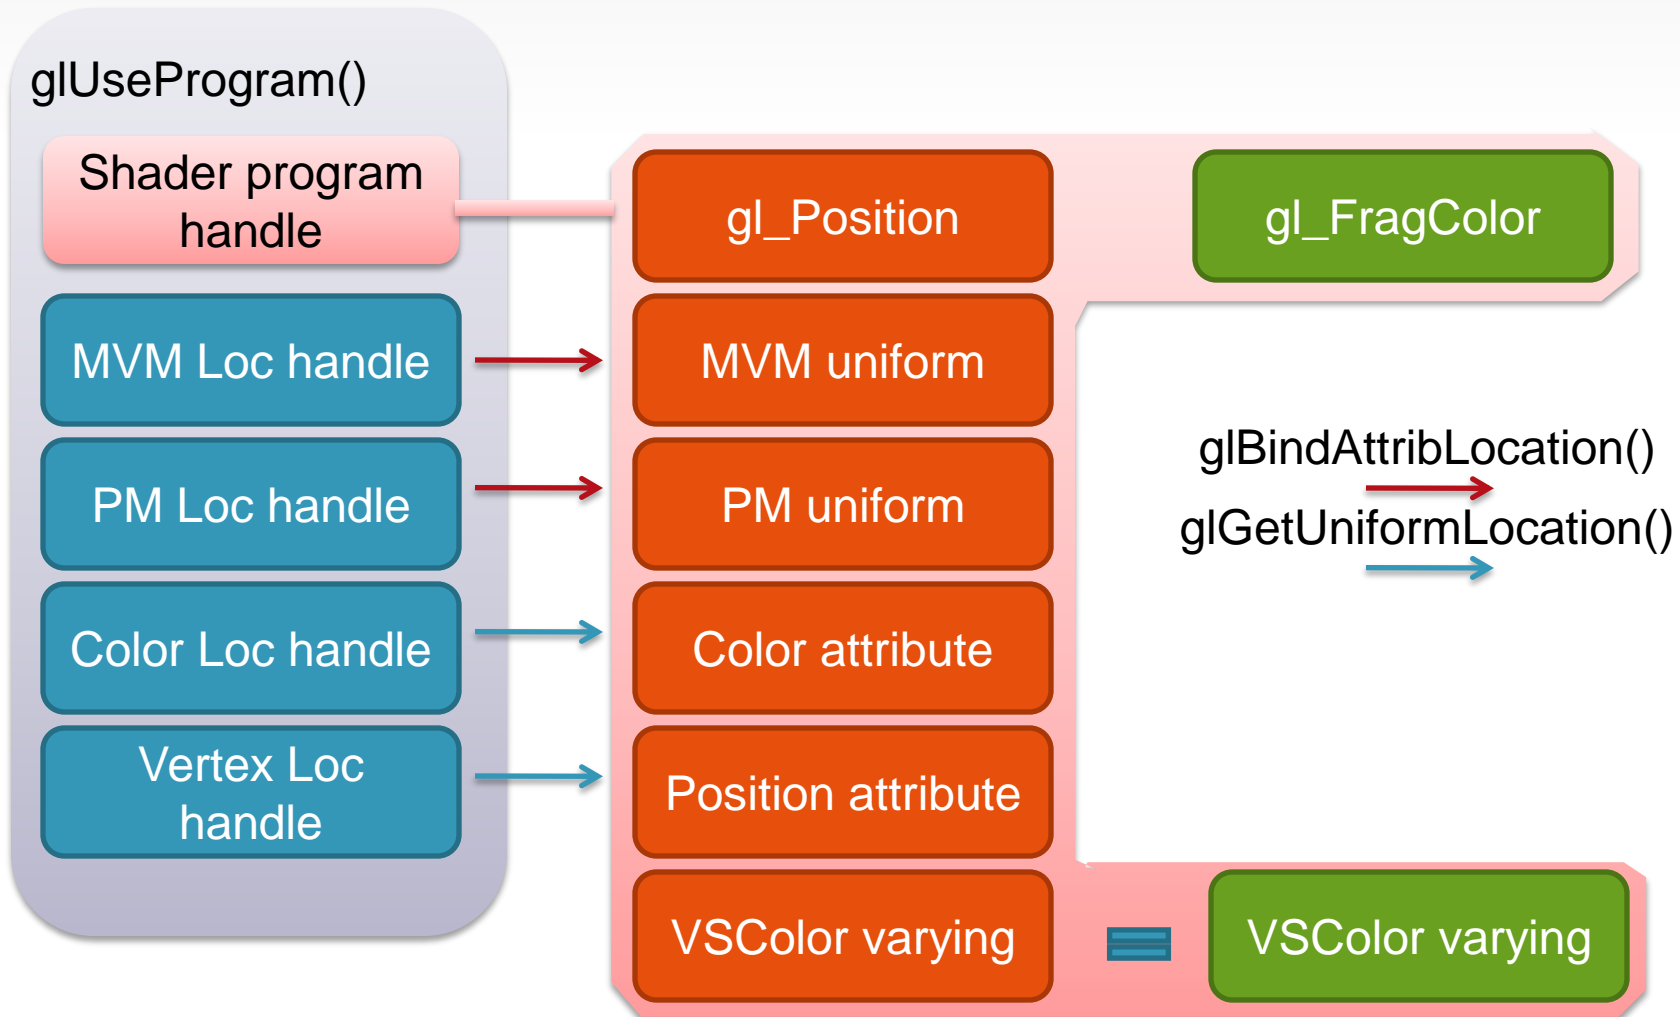 glUseProgram()
Shader program
handle
MVM Loc handle
PM Loc handle
Color Loc handle
Vertex Loc
handle
gl_Position
MVM uniform
PM uniform
Color attribute
Position attribute
VSColor varying
gl_FragColor
glBindAttribLocation()
glGetUniformLocation()
VSColor varying